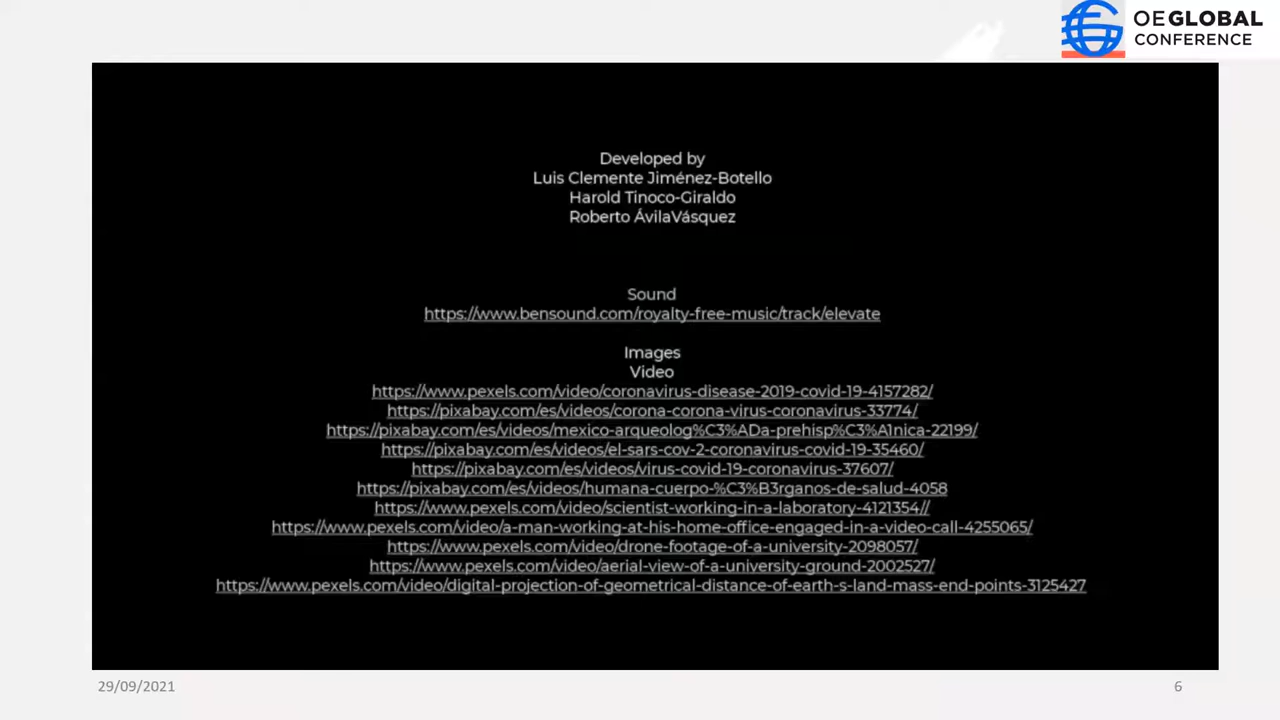 OEGLOBAL
CONFERENCE
Developed by
Luis Clemente Jiménez-Botello
Harold Tinoco-Giraldo
Roberto ÁvilaVásquez
Sound
https://www.bensound.com/royalty-free-music/track/elevate
Images
Video
https://www.pexels.com/video/coronavirus-disease-2019-covid-19-4157282/
https://pixabay.com/es/videos/corona-corona-virus-coronavirus-33774/
https://pixabay.com/es/videos/mexico-arqueolog%C3%ADa-prehisp%C3%A1nica-22199/
https://pixabay.com/es/videos/el-sars-cov-2-coronavirus-covid-19-35460/
https://pixabay.com/es/videos/virus-covid-19-coronavirus-37607/
https://pixabay.com/es/videos/humana-cuerpo-%C3%B3rganos-de-salud-4058
https://www.pexels.com/video/scientist-working-in-a-laboratory-4121354//
https://www.pexels.com/video/a-man-working-at-his-home-office-engaged-in-a-video-call-4255065/
https://www.pexels.com/video/drone-footage-of-a-university-2098057/
https://www.pexels.com/video/aerial-view-of-a-university-ground-2002527/
https://www.pexels.com/video/digital-projection-of-geometrical-distance-of-earth-s-land-mass-end-points-3125427
29/09/2021
6